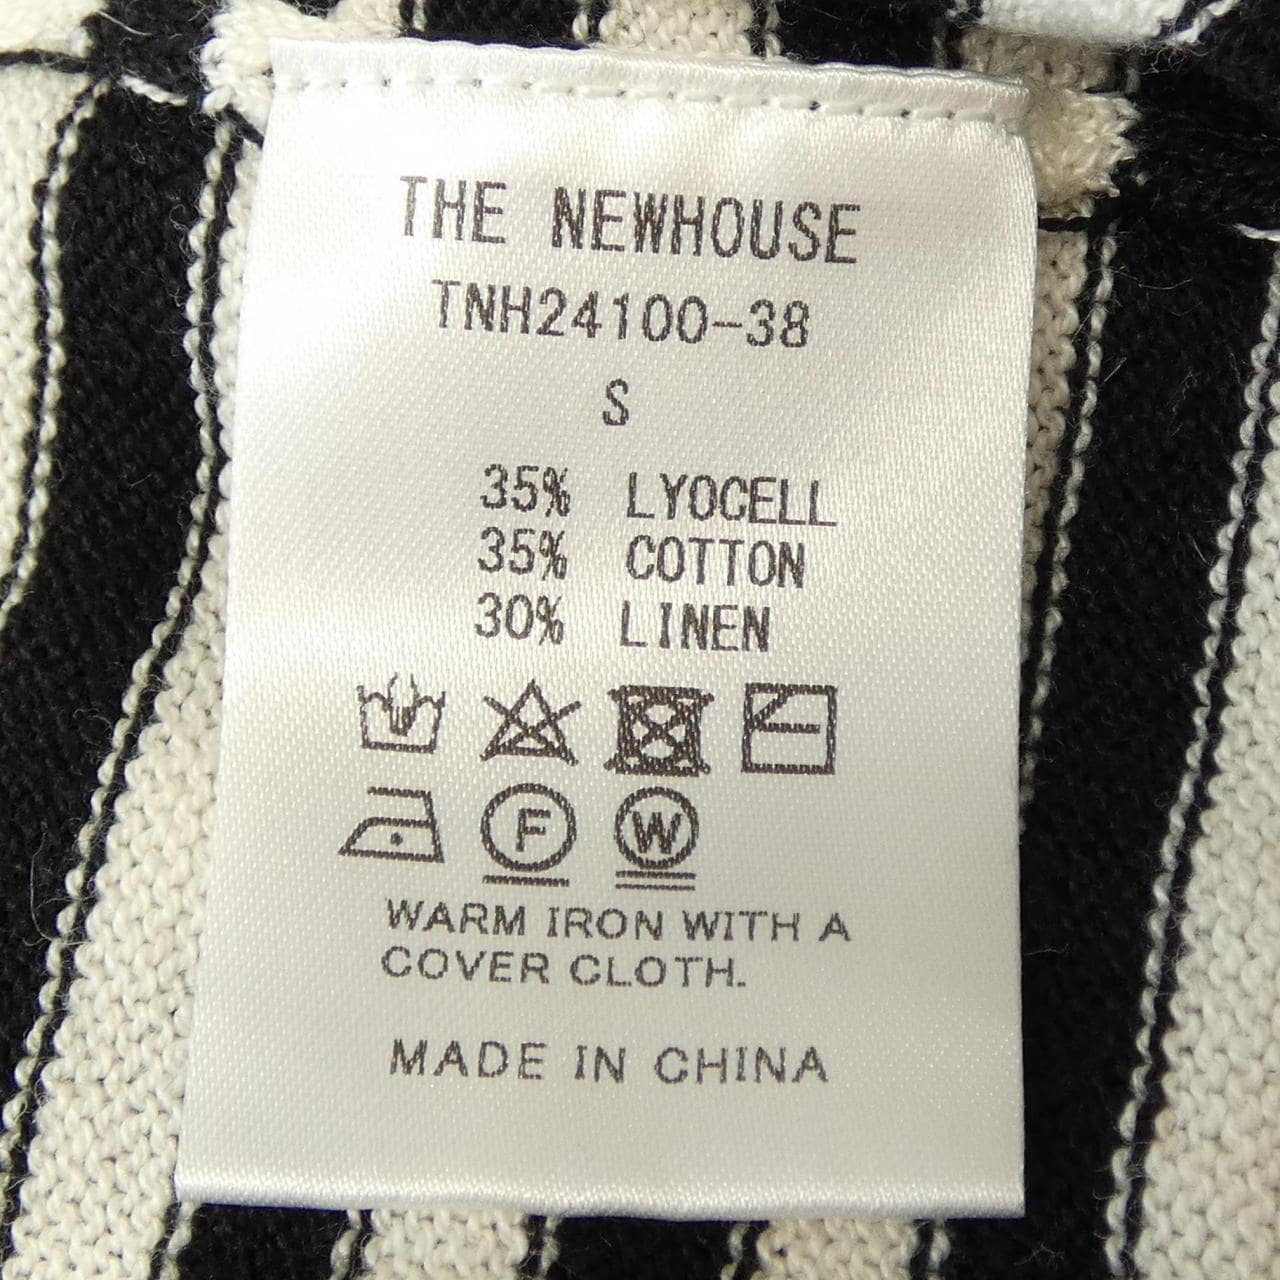 THE NEWHOUSE
TNH24100-38
S
35% LYOCELL
35% COTTON
30% LINEN
F W
WARM IRON WITH A
COVER CLOTH.
MADE IN CHINA